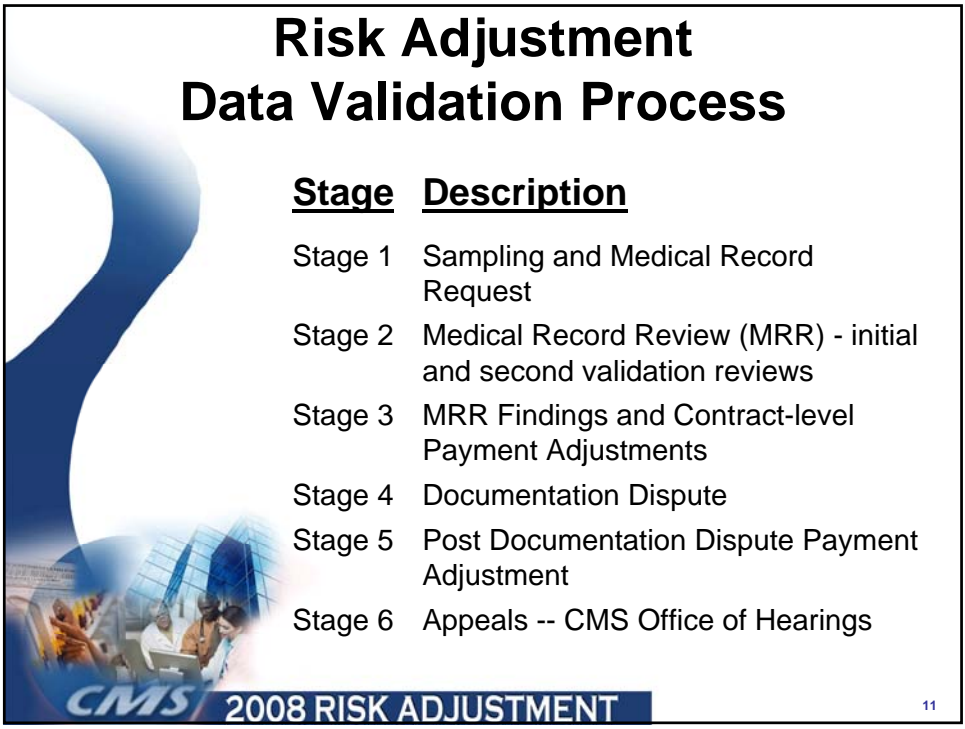 Risk Adjustment
Data Validation Process
Stage Description
Stage 1 Sampling and Medical Record
Request
Stage 2 Medical Record Review (MRR) - initial
and second validation reviews
Stage 3 MRR Findings and Contract-level
Payment Adjustments
Stage 4 Documentation Dispute
Stage 5 Post Documentation Dispute Payment
Adjustment
Stage 6 Appeals -- CMS Office of Hearings
CMS 2008 RISK ADJUSTMENT
11